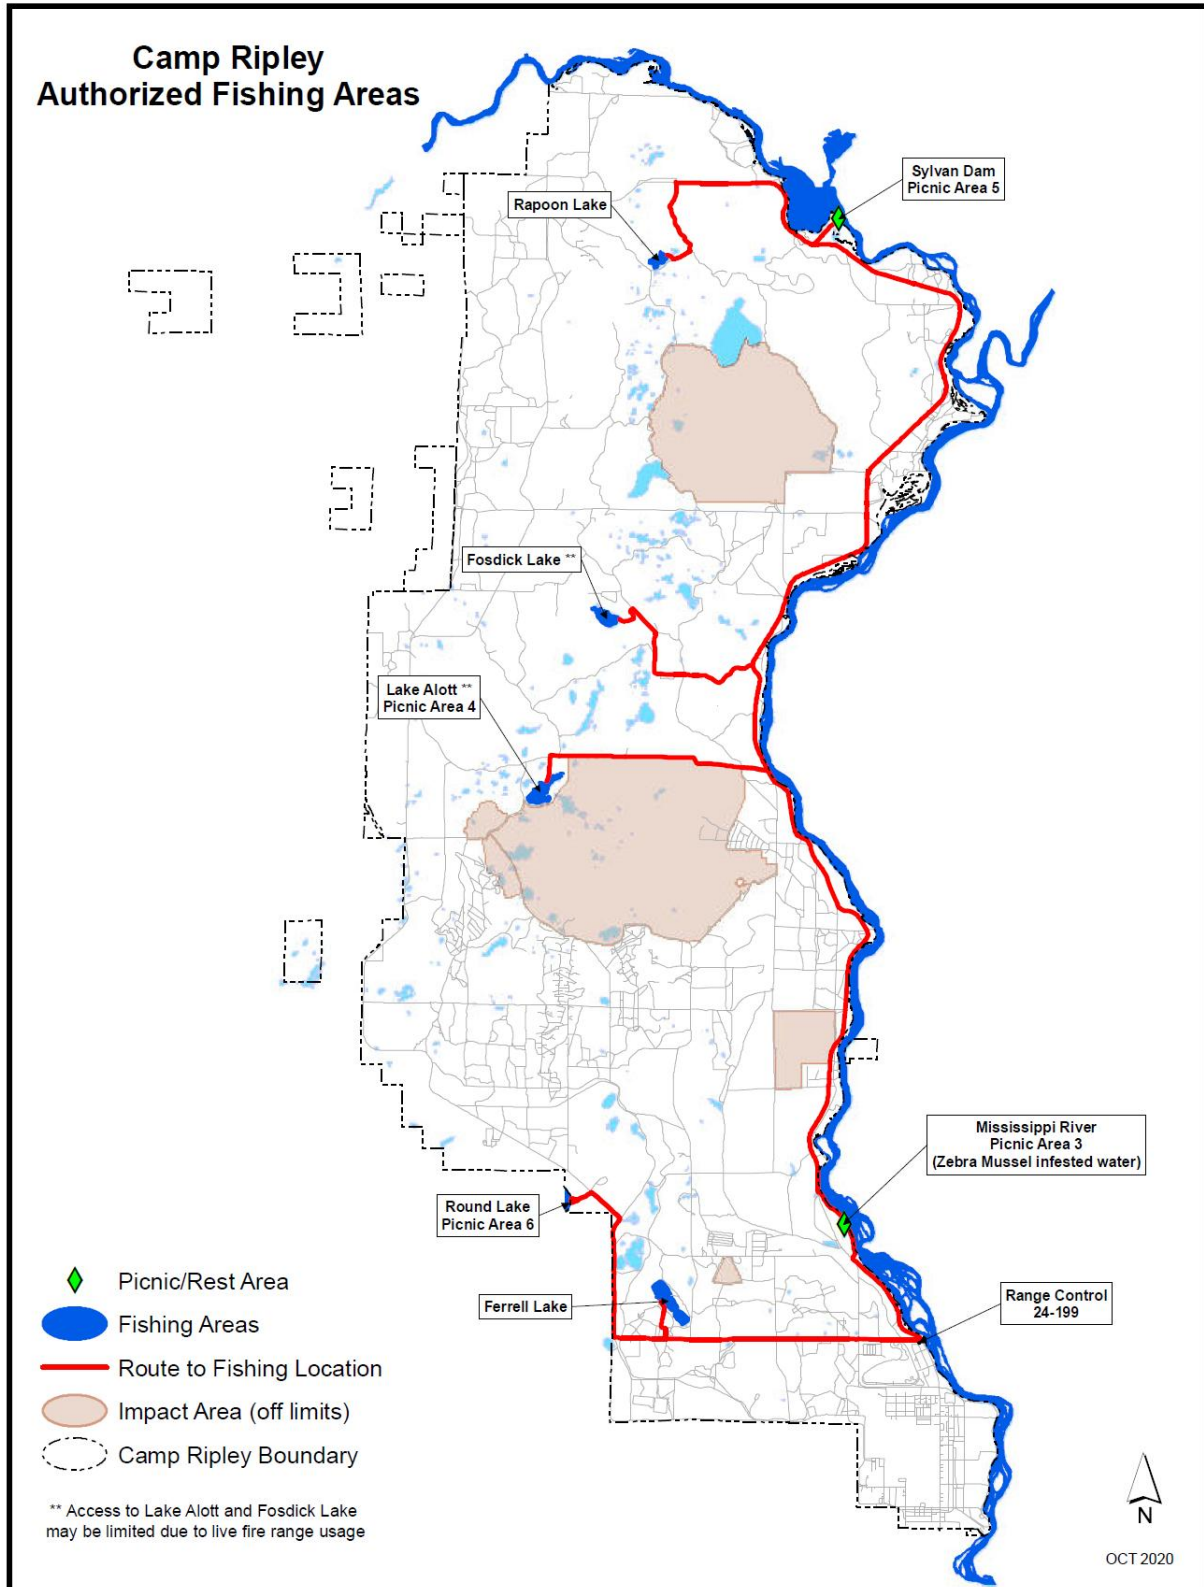 Camp Ripley
Authorized Fishing Areas
Sylvan Dam
Picnic Area 5
Rapoon Lake
Fosdick Lake **
Lake Alott **
Picnic Area 4
Mississippi River
Picnic Area 3
(Zebra Mussel infested water)
Round Lake
Picnic Area 6
Ferrell Lake
Range Control
24-199
Picnic/Rest Area
Fishing Areas
Route to Fishing Location
Impact Area (off limits)
Camp Ripley Boundary
** Access to Lake Alott and Fosdick Lake
may be limited due to live fire range usage
N
OCT 2020